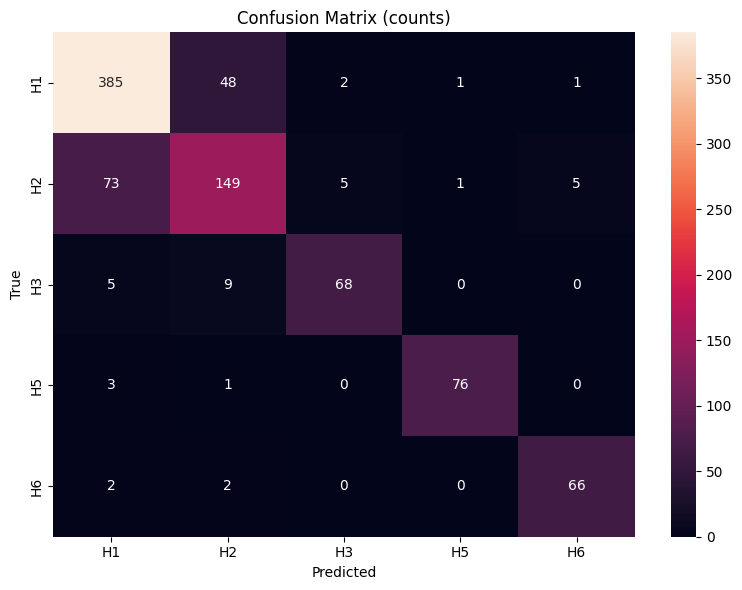 Confusion Matrix (counts)
H1 385 48 2 1 1
H2 73 149 5 1 5
H3 5 9 68 0 0
H5 3 1 0 76 0
H6 2 2 0 0 66
H1 H2 H3 H5 H6
Predicted
True
350
300
250
200
150
100
50
0